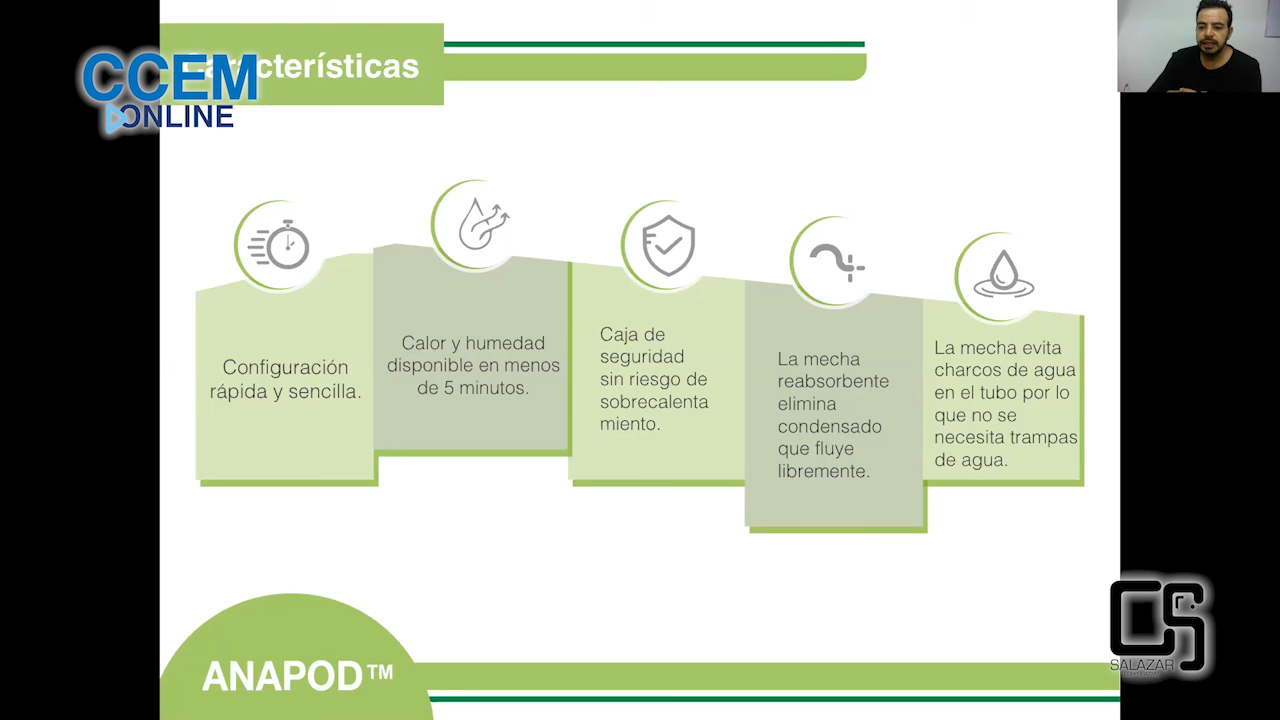 Características
CCEM
ONLINE
Configuración
rápida y sencilla.
Calor y humedad
disponible en menos
de 5 minutos.
Caja de
seguridad
sin riesgo de
sobrecalenta
miento.
La mecha
reabsorbente
elimina
condensado
que fluye
libremente.
La mecha evita
charcos de agua
en el tubo por lo
que no se
necesita trampas
de agua.
ANAPOD™
SALAZAR